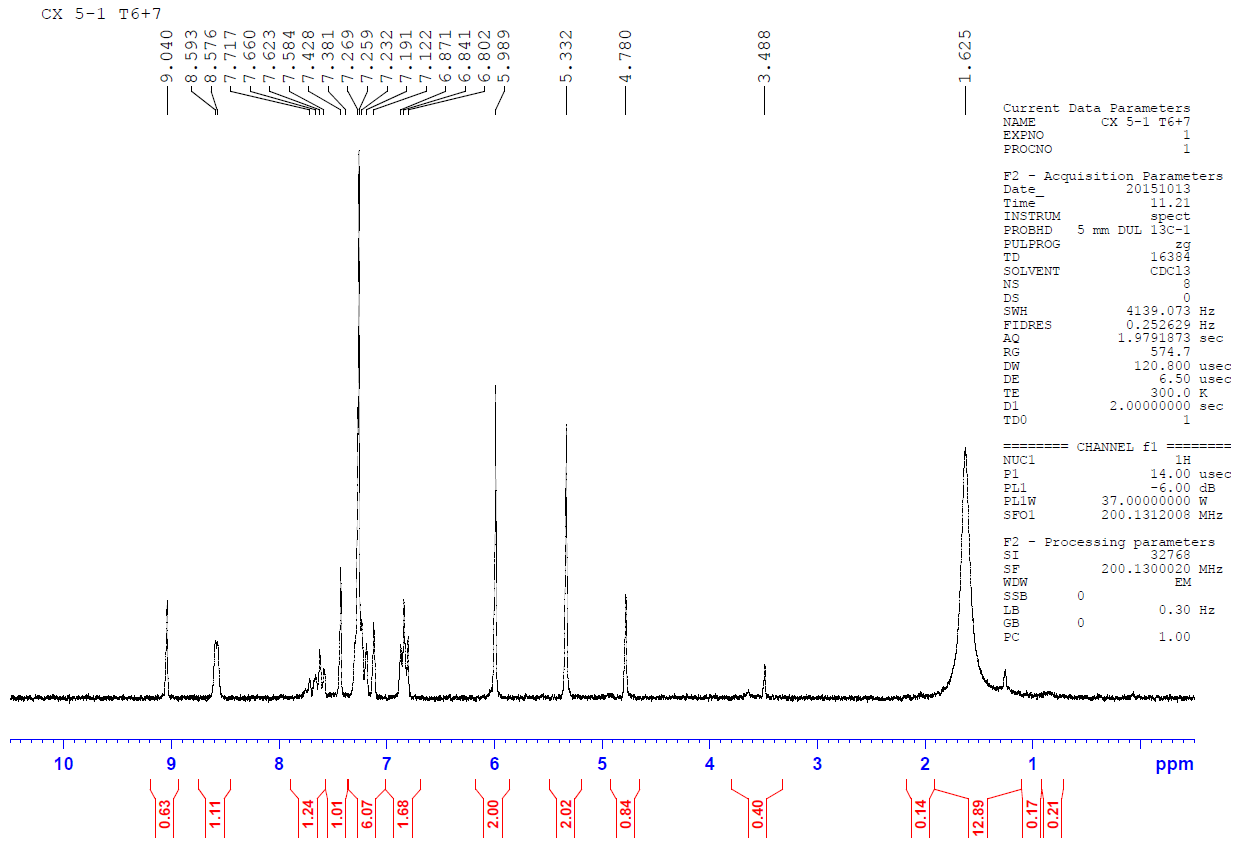 CX 5-1 T6+7
9.040
8.593
8.576
7.717
7.660
7.623
7.584
7.428
7.381
7.269
7.259
7.232
7.191
7.122
6.871
6.841
6.802
5.989
5.332
4.780
3.488
1.625
Current Data Parameters
NAME CX 5-1 T6+7
EXPNO 1
PROCNO 1
F2 - Acquisition Parameters
Date_ 20151013
Time 11.21
INSTRUM spect
PROBHD 5 mm DUL 13C-1
PULPROG zg
TD 16384
SOLVENT CDCl3
NS 8
DS 0
SWH 4139.073 Hz
FIDRES 0.252629 Hz
AQ 1.9791873 sec
RG 574.7
DW 120.800 usec
DE 6.50 usec
TE 300.0 K
D1 2.00000000 sec
TD0 1
======== CHANNEL f1 ========
NUC1 1H
P1 14.00 usec
PL1 -6.00 dB
PL1W 37.00000000 W
SFO1 200.1312008 MHz
F2 - Processing parameters
SI 32768
SF 200.1300020 MHz
WDW EM
SSB 0
LB 0.30 Hz
GB 0
PC 1.00
10 9 8 7 6 5 4 3 2 1 ppm
0.63
1.11
1.24
1.01
6.07
1.68
2.00
2.02
0.84
0.40
0.14
12.89
0.17
0.21